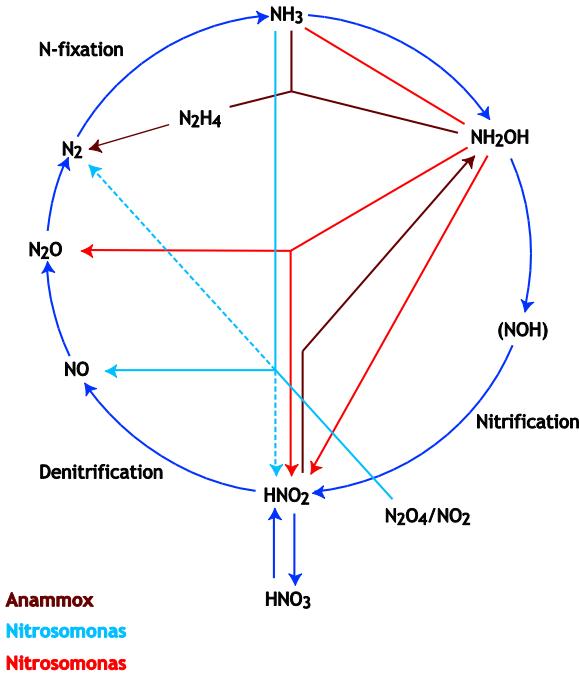 NH3
N-fixation
N2H4
NH2OH
N2
N2O
(NOH)
NO
Nitrification
Denitrification
HNO2
N2O4/NO2
HNO3
Anammox
Nitrosomonas
Nitrosomonas